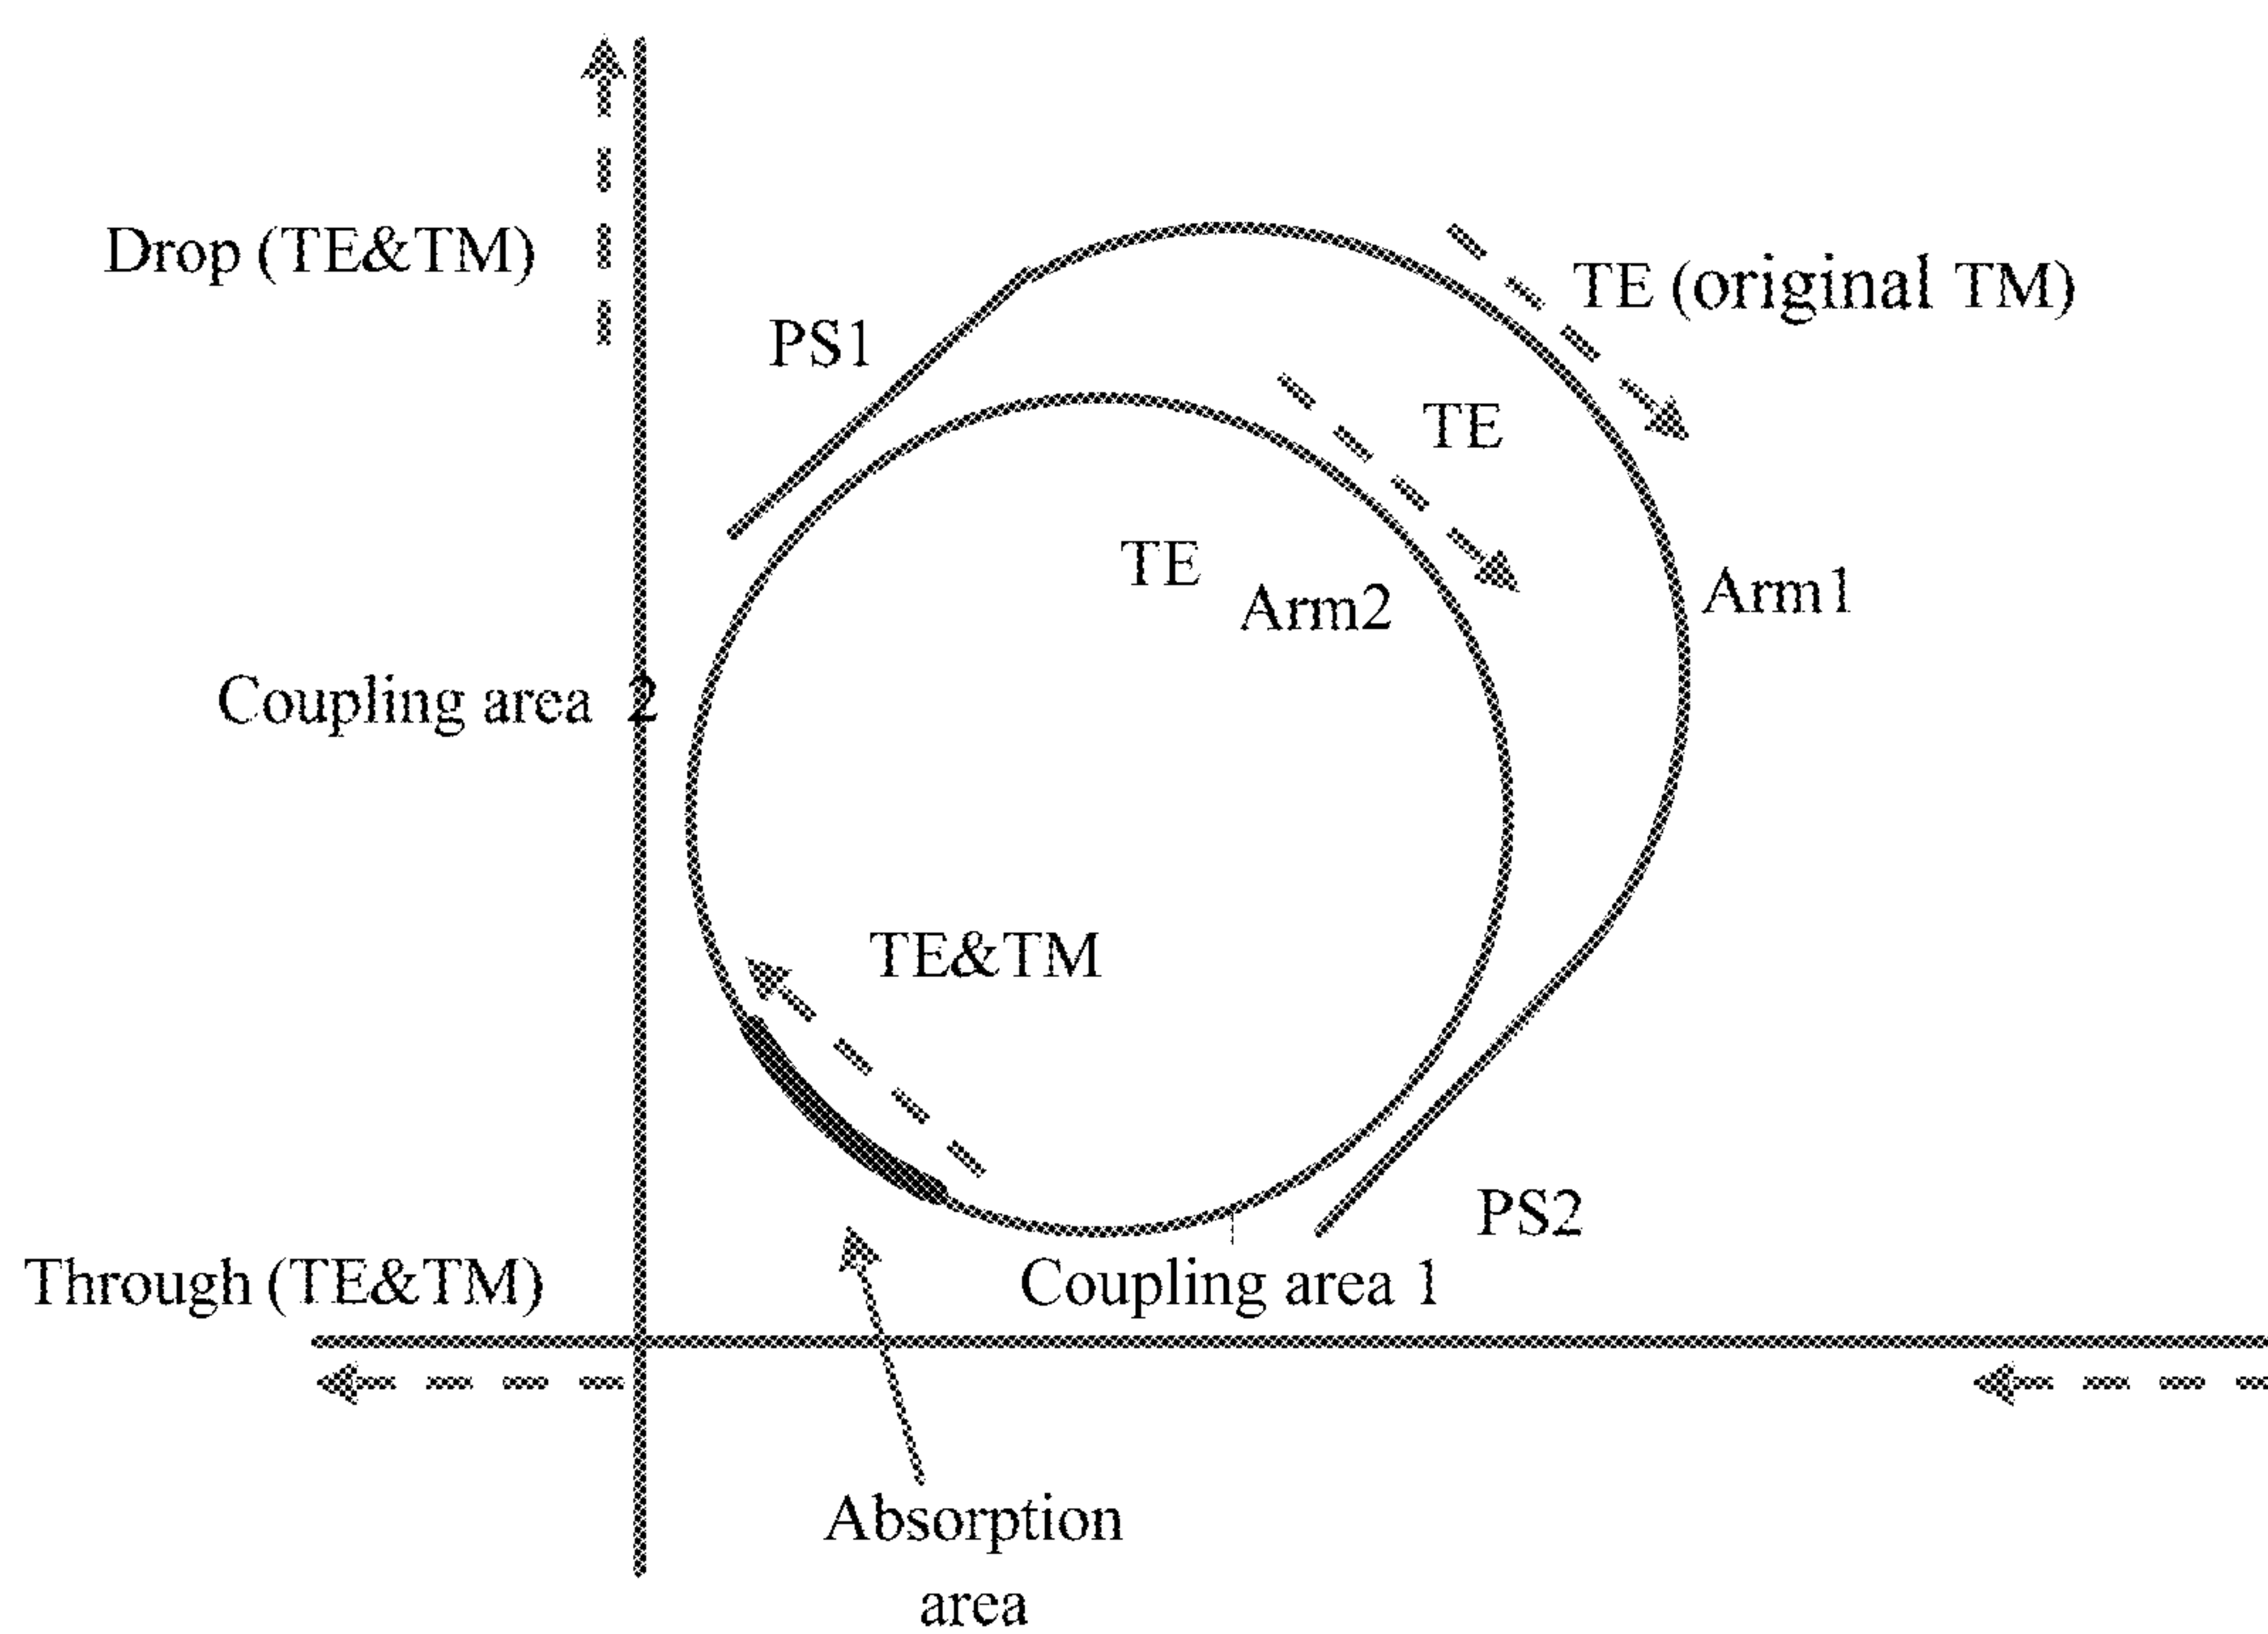 Drop (TE&TM)
TE (original TM)
PS1
TE
TE
Arm2
Arm1
Coupling area 2
TE&TM
PS2
Through (TE&TM)
Coupling area 1
Absorption
area